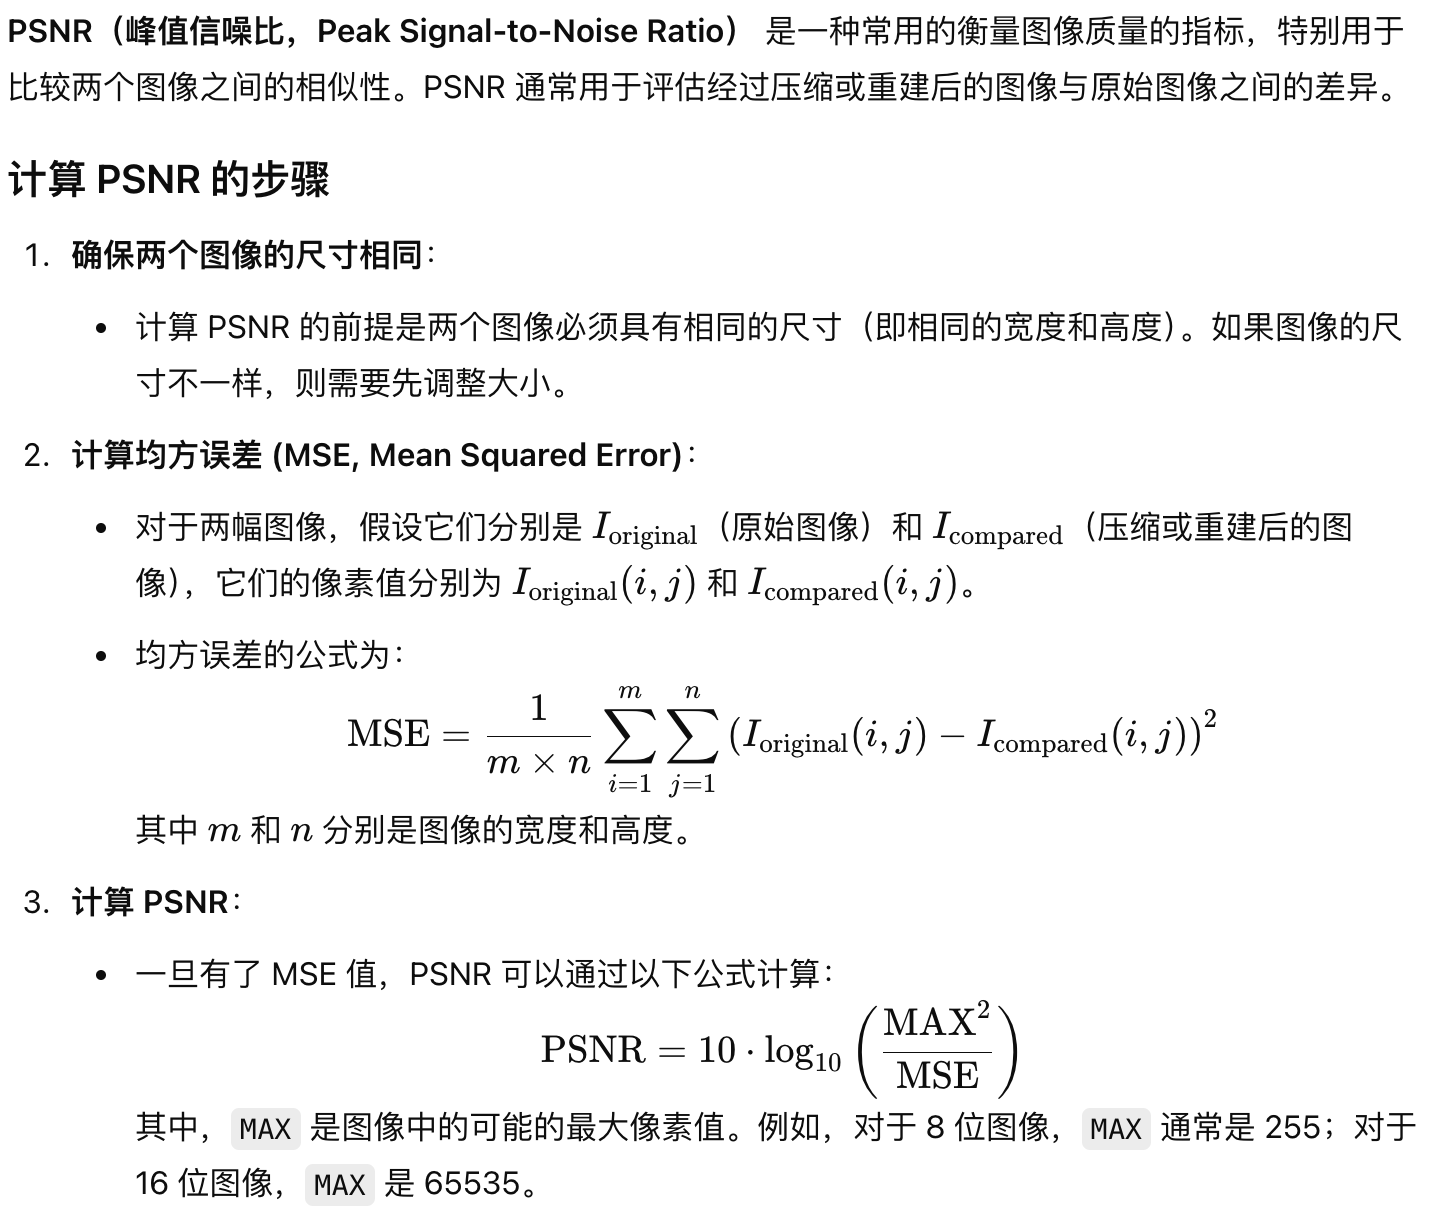 PSNR（峰值信噪比，Peak Signal-to-Noise Ratio） 是一种常用的衡量图像质量的指标，特别用于
比较两个图像之间的相似性。PSNR 通常用于评估经过压缩或重建后的图像与原始图像之间的差异。
计算 PSNR 的步骤
1. 确保两个图像的尺寸相同：
• 计算 PSNR 的前提是两个图像必须具有相同的尺寸（即相同的宽度和高度）。如果图像的尺
寸不一样，则需要先调整大小。
2. 计算均方误差 (MSE, Mean Squared Error)：
• 对于两幅图像，假设它们分别是 I_original（原始图像）和 I_compared（压缩或重建后的图
像），它们的像素值分别为 I_original(i, j) 和 I_compared(i, j)。
• 均方误差的公式为：
MSE = \frac{1}{m × n} \sum_{i=1}^{m} \sum_{j=1}^{n} (I_original(i, j) − I_compared(i, j))^2
其中 m 和 n 分别是图像的宽度和高度。
3. 计算 PSNR：
• 一旦有了 MSE 值，PSNR 可以通过以下公式计算：
PSNR = 10 · log_{10} (\frac{MAX^2}{MSE})
其中， MAX 是图像中的可能的最大像素值。例如，对于 8 位图像， MAX 通常是 255；对于
16 位图像， MAX 是 65535。